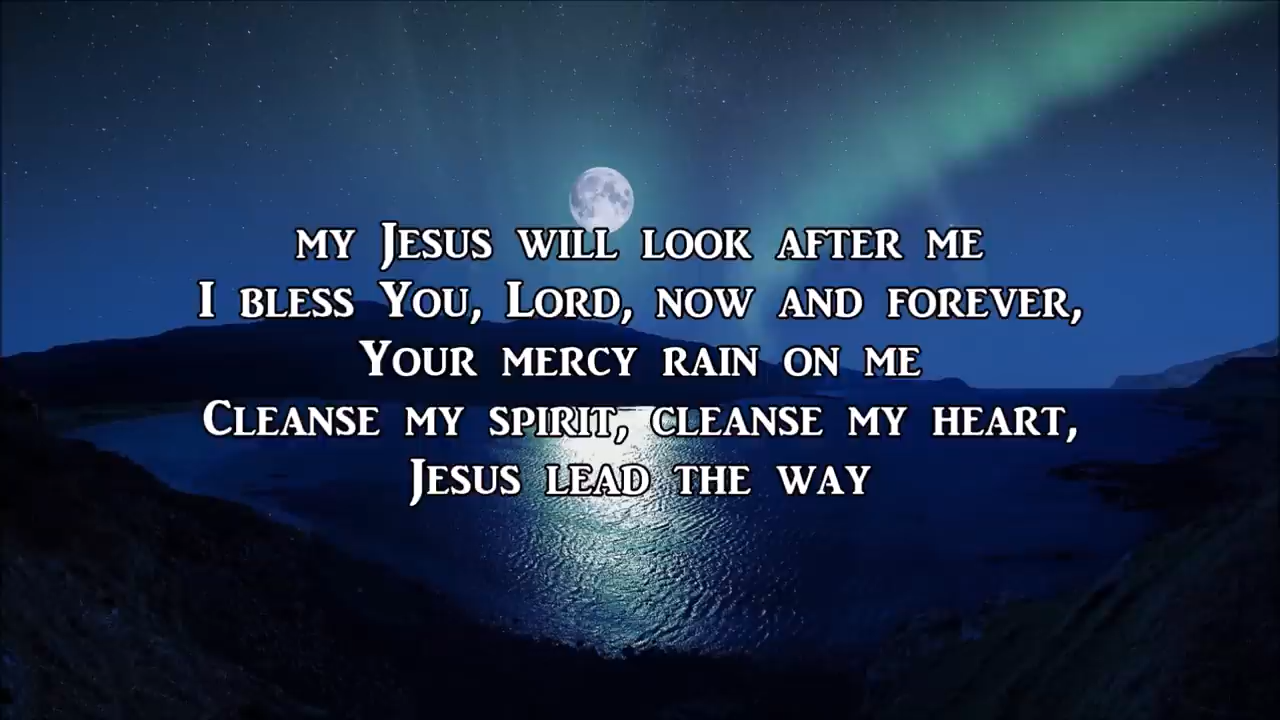 my Jesus will look after me
I bless You, Lord, now and forever,
Your mercy rain on me
Cleanse my spirit, cleanse my heart,
Jesus lead the way